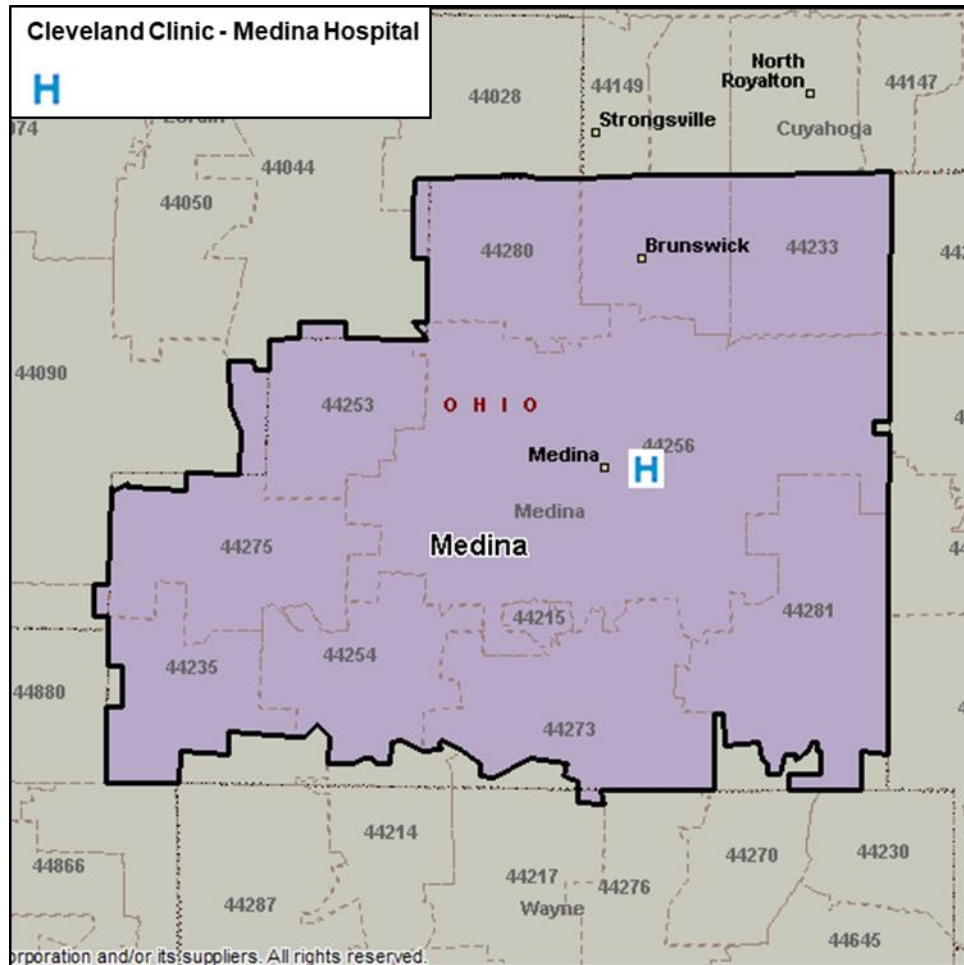 Cleveland Clinic - Medina Hospital
H
North
Royalton
44147
44149
44028
Strongsville
Cuyahoga
44044
44050
44280
Brunswick
44233
44090
44253
OHIO
44256
Medina
H
Medina
Medina
44275
44215
44281
44254
44235
44880
44273
44214
44270
44230
44866
44217
44276
44287
Wayne
44645
orporation and/or its suppliers. All rights reserved.